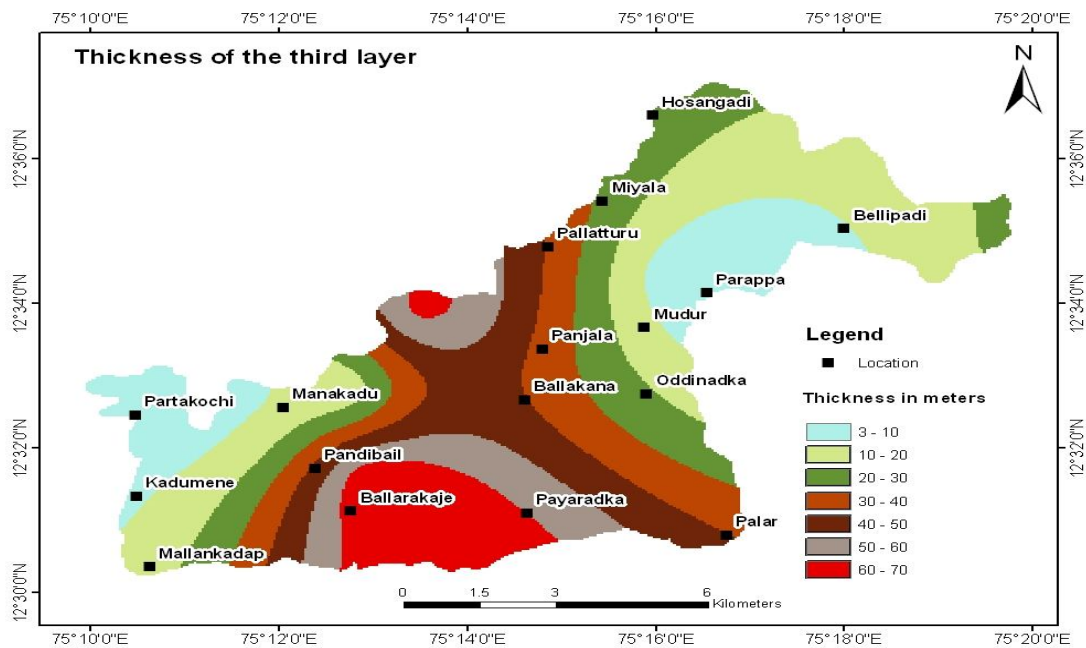 75°10'0"E 75°12'0"E 75°14'0"E 75°16'0"E 75°18'0"E 75°20'0"E
Thickness of the third layer
N
Hosangadi
12°36'0"N 12°36'0"N
Miyala
Bellipadi
Pallatturu
Parappa
12°34'0"N 12°34'0"N
Mudur
Panjala
Legend
Location
Oddinadka
Ballakana
Manakadu
Partakochi
Thickness in meters
3 - 10
12°32'0"N 12°32'0"N
10 - 20
Pandibail
20 - 30
Kadumene
Ballarakaje
Payaradka
30 - 40
40 - 50
Palar
50 - 60
Mallankadap
60 - 70
12°30'0"N 12°30'0"N
0 1.5 3 6
Kilometers
75°10'0"E 75°12'0"E 75°14'0"E 75°16'0"E 75°18'0"E 75°20'0"E